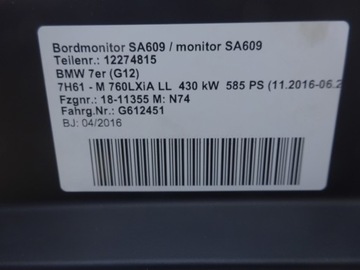 Bordmonitor SA609 / monitor SA609
Teilenr.: 12274815
BMW 7er (G12)
7H61 - M 760LXiA LL 430 kW 585 PS (11.2016-06.2
Fzgnr.: 18-11355 M: N74
Fahrg.Nr.: G612451
BJ: 04/2016